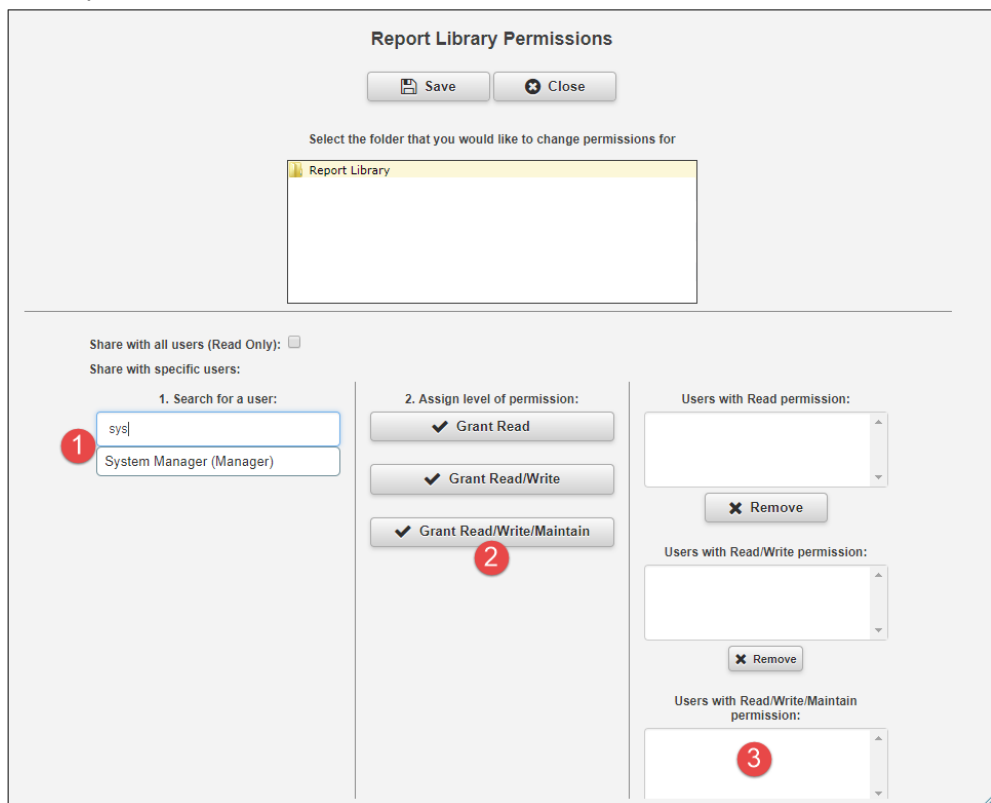 Report Library Permissions
Save
Close
Select the folder that you would like to change permissions for
Report Library
Share with all users (Read Only):
Share with specific users:
1. Search for a user:
sys
System Manager (Manager)
1
2. Assign level of permission:
Grant Read
Grant Read/Write
Grant Read/Write/Maintain
2
Users with Read permission:
Remove
Users with Read/Write permission:
Remove
Users with Read/Write/Maintain
permission:
3